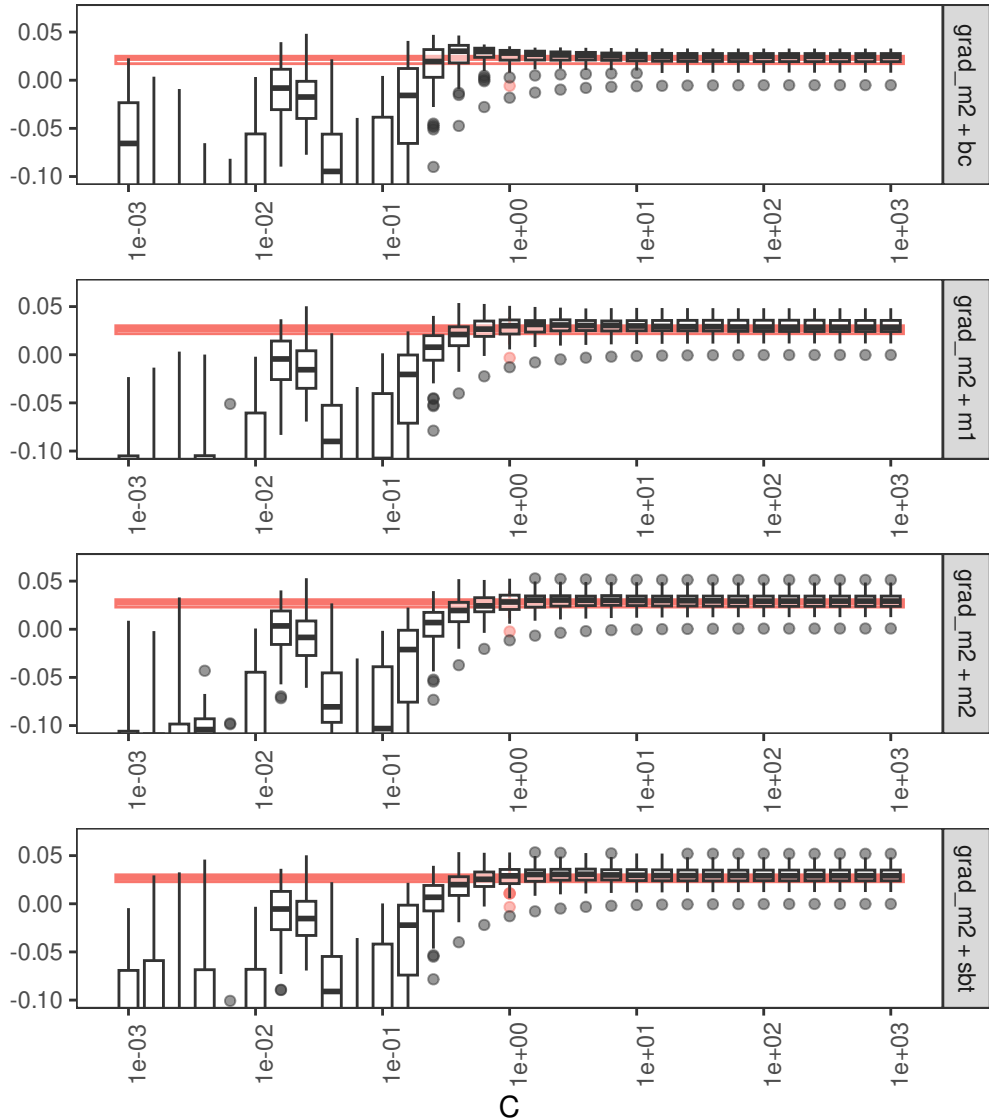 0.05
0.00
-0.05
-0.10
grad_m2 + bc
1e-03
1e-02
1e-01
1e+00
1e+01
1e+02
1e+03
0.05
0.00
-0.05
-0.10
grad_m2 + m1
1e-03
1e-02
1e-01
1e+00
1e+01
1e+02
1e+03
0.05
0.00
-0.05
-0.10
grad_m2 + m2
1e-03
1e-02
1e-01
1e+00
1e+01
1e+02
1e+03
0.05
0.00
-0.05
-0.10
grad_m2 + sbt
1e-03
1e-02
1e-01
1e+00
1e+01
1e+02
1e+03
C